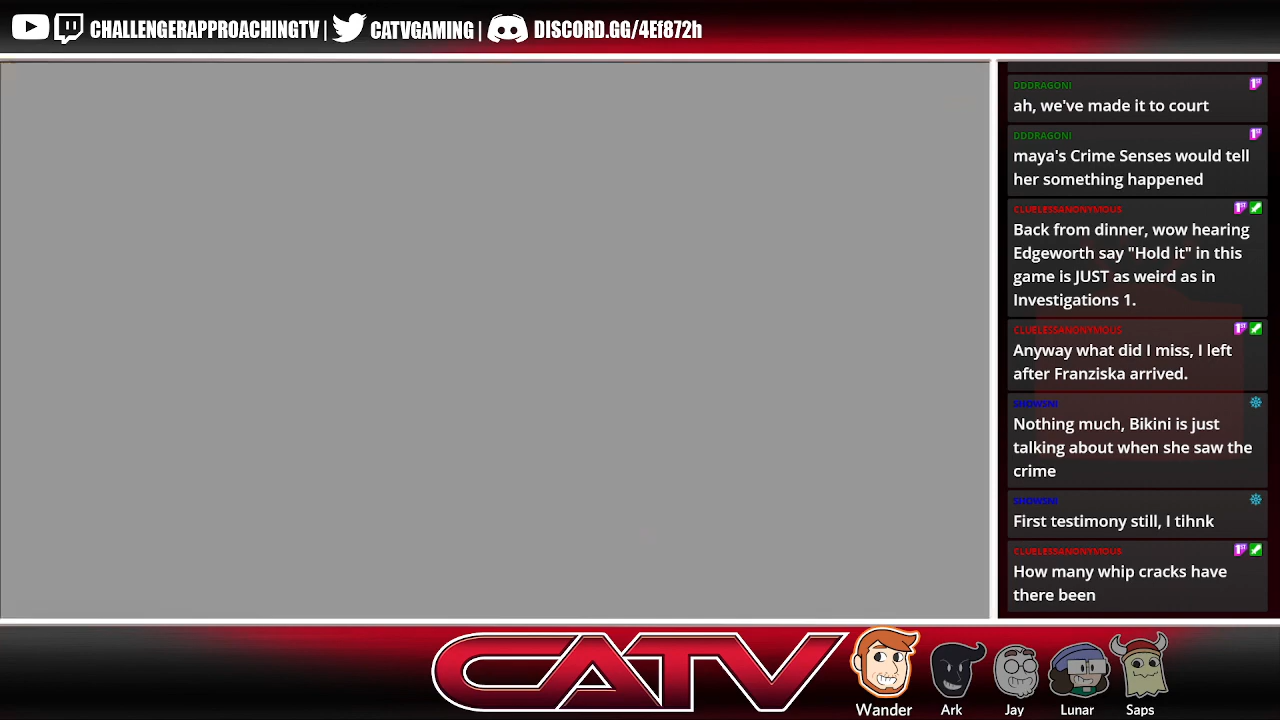 CHALLENGERAPPROACHINGTV | CATVGAMING | DISCORD.GG/4Ef872h
DDDRAGONI
ah, we've made it to court
DDDRAGONI
maya's Crime Senses would tell
her something happened
CLUELESSANONYMOUS
Back from dinner, wow hearing
Edgeworth say "Hold it" in this
game is JUST as weird as in
Investigations 1.
CLUELESSANONYMOUS
Anyway what did I miss, I left
after Franziska arrived.
SHOWSNI
Nothing much, Bikini is just
talking about when she saw the
crime
SHOWSNI
First testimony still, I tihnk
CLUELESSANONYMOUS
How many whip cracks have
there been
CATV
Wander Ark Jay Lunar Saps